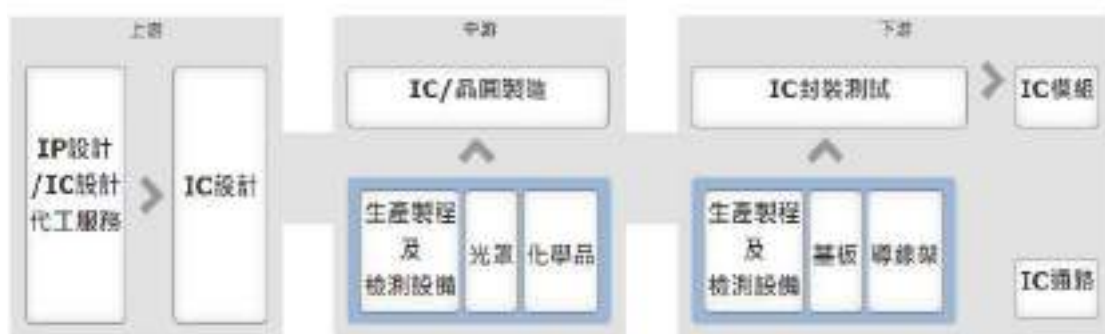 上游
中游
下游
IP設計
/IC設計
代工服務
IC設計
IC/晶圓製造
生產製程
及
檢測設備
光罩
化學品
IC封裝測試
生產製程
及
檢測設備
基板
導線架
IC模組
IC通路